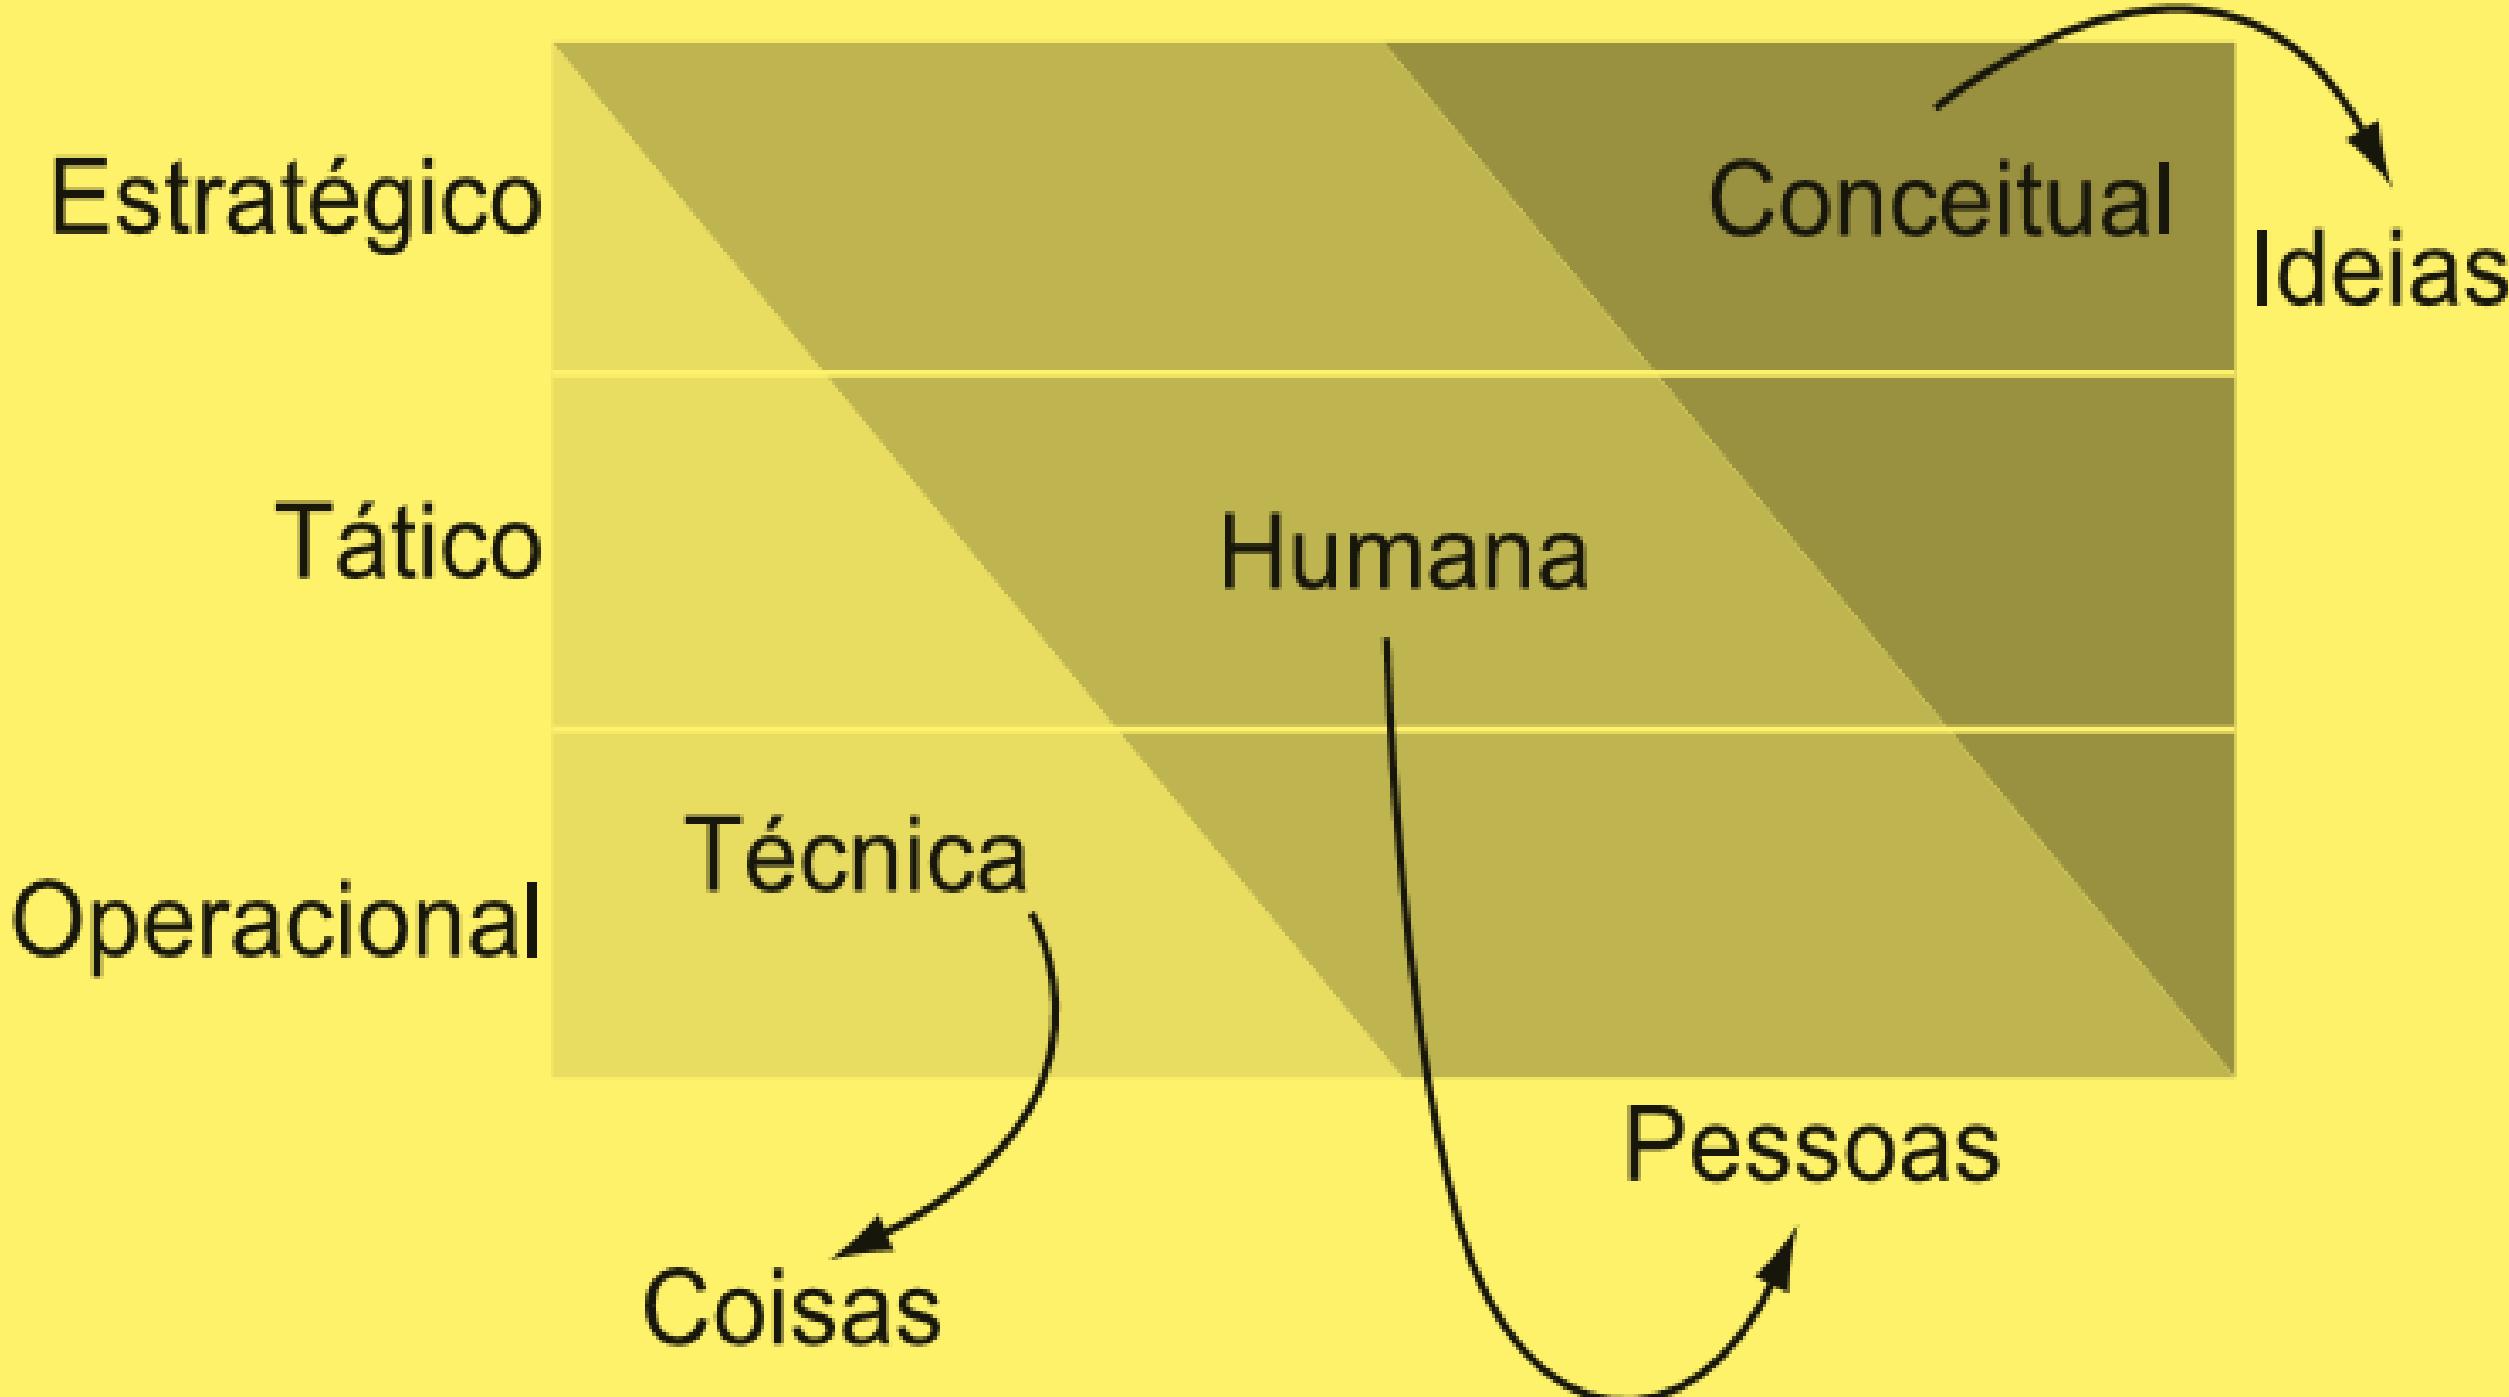 Estratégico
Conceitual
Ideias
Tático
Humana
Técnica
Operacional
Pessoas
Coisas